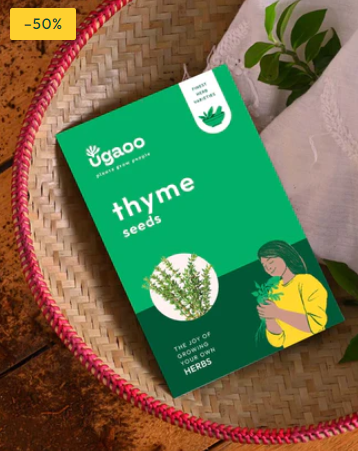 –50%
FINEST
HERB
VARIETIES
ugaoo
plants grow people
thyme
seeds
THE JOY OF
GROWING
YOUR OWN
HERBS